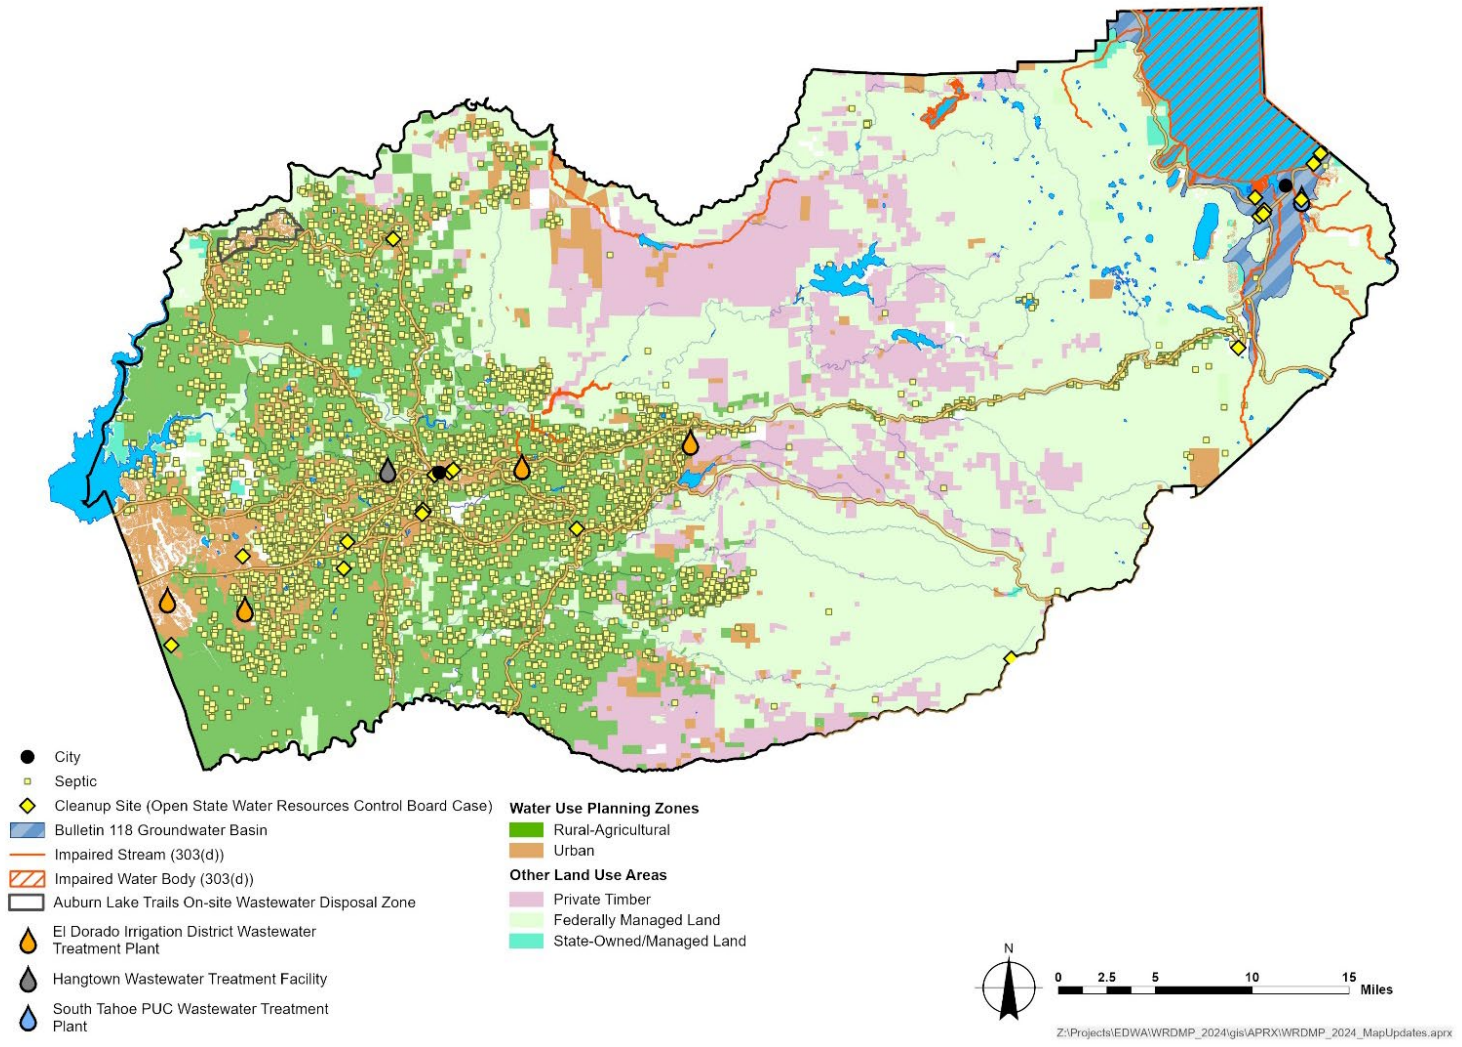 City
Septic
Cleanup Site (Open State Water Resources Control Board Case)
Bulletin 118 Groundwater Basin
Impaired Stream (303(d))
Impaired Water Body (303(d))
Auburn Lake Trails On-site Wastewater Disposal Zone
El Dorado Irrigation District Wastewater
Treatment Plant
Hangtown Wastewater Treatment Facility
South Tahoe PUC Wastewater Treatment
Plant
Water Use Planning Zones
Rural-Agricultural
Urban
Other Land Use Areas
Private Timber
Federally Managed Land
State-Owned/Managed Land
N
0 2.5 5 10 15
Miles
Z:\Projects\EDWA\WRDMP_2024\gis\APRX\WRDMP_2024_MapUpdates.aprx